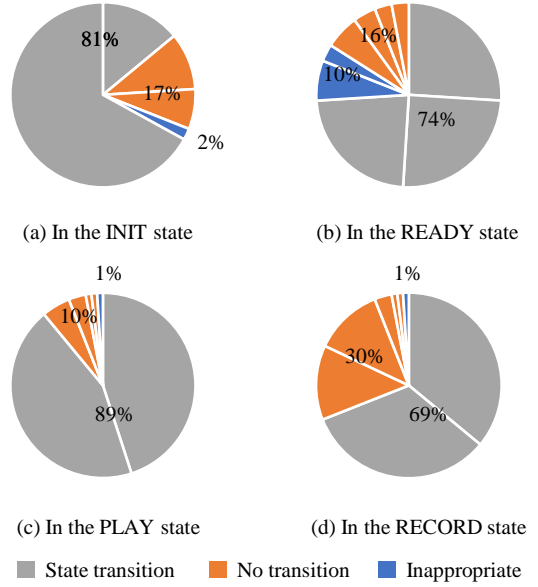 81%
17%
2%
16%
10%
74%
(a) In the INIT state
(b) In the READY state
1%
10%
89%
1%
30%
69%
(c) In the PLAY state
(d) In the RECORD state
State transition
No transition
Inappropriate